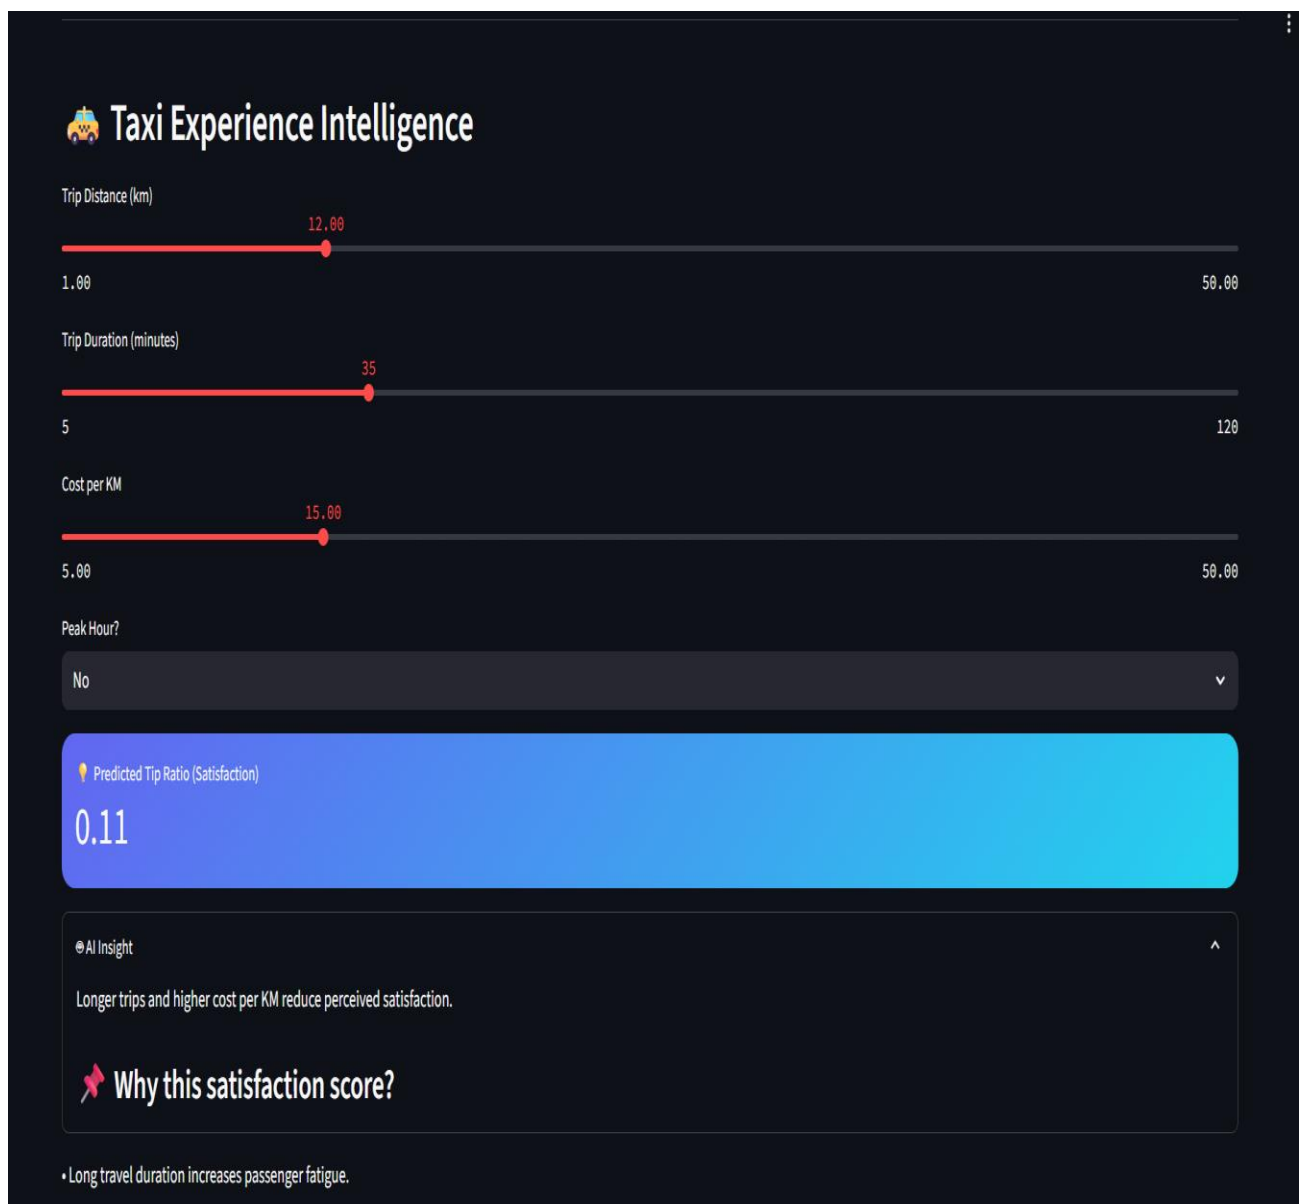 Taxi Experience Intelligence
Trip Distance (km)
12.00
1.00 50.00
Trip Duration (minutes)
35
5 120
Cost per KM
15.00
5.00 50.00
Peak Hour?
No
Predicted Tip Ratio (Satisfaction)
0.11
AI Insight
Longer trips and higher cost per KM reduce perceived satisfaction.
Why this satisfaction score?
• Long travel duration increases passenger fatigue.